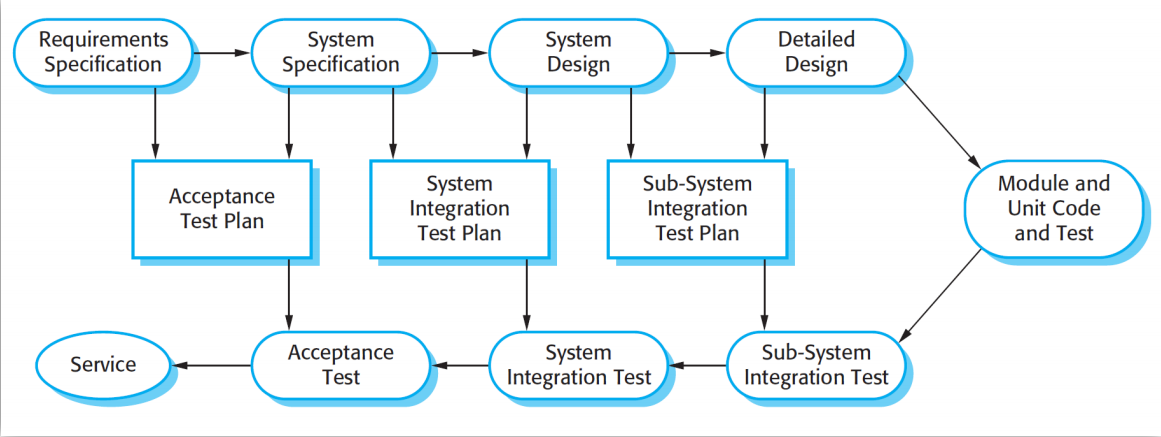 Requirements
Specification
System
Specification
System
Design
Detailed
Design
Acceptance
Test Plan
System
Integration
Test Plan
Sub-System
Integration
Test Plan
Module and
Unit Code
and Test
Service
Acceptance
Test
System
Integration Test
Sub-System
Integration Test